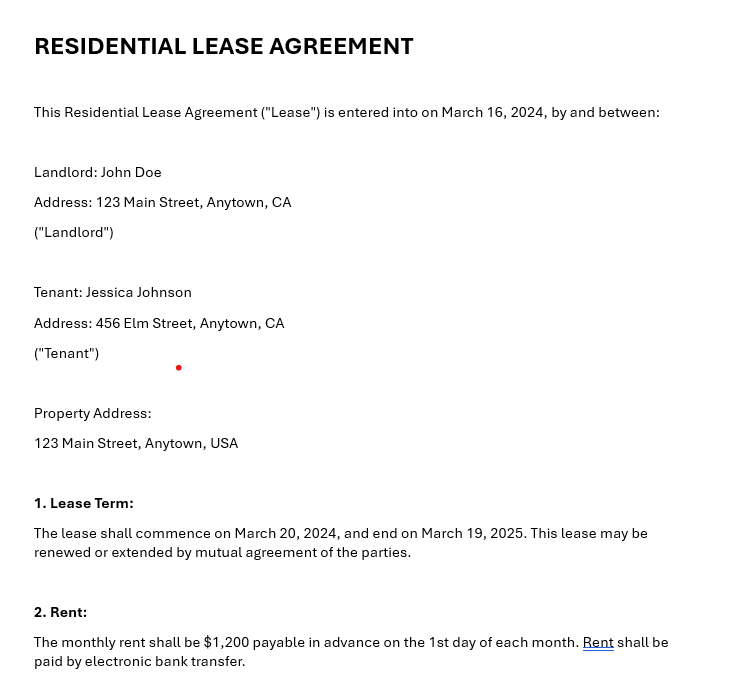 RESIDENTIAL LEASE AGREEMENT
This Residential Lease Agreement ("Lease") is entered into on March 16, 2024, by and between:
Landlord: John Doe
Address: 123 Main Street, Anytown, CA
("Landlord")
Tenant: Jessica Johnson
Address: 456 Elm Street, Anytown, CA
("Tenant")
Property Address:
123 Main Street, Anytown, USA
1. Lease Term:
The lease shall commence on March 20, 2024, and end on March 19, 2025. This lease may be
renewed or extended by mutual agreement of the parties.
2. Rent:
The monthly rent shall be $1,200 payable in advance on the 1st day of each month. Rent shall be
paid by electronic bank transfer.